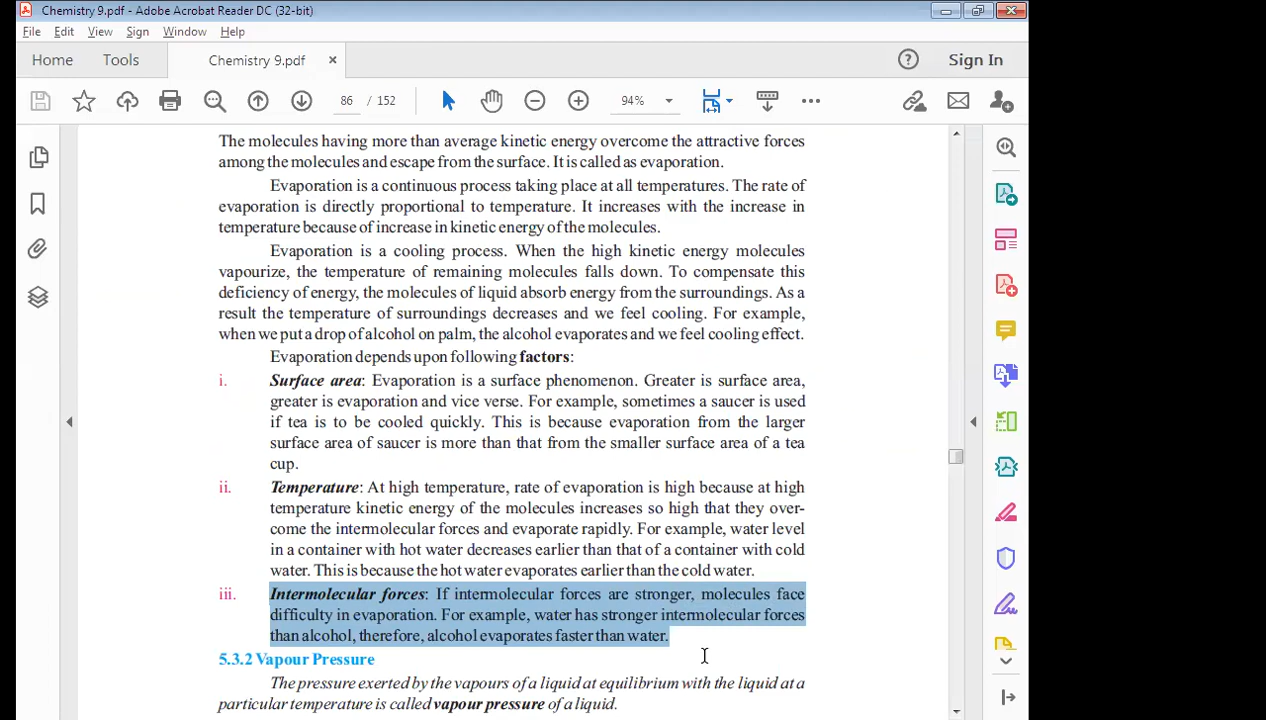 Chemistry 9.pdf - Adobe Acrobat Reader DC (32-bit)
File Edit View Sign Window Help
Home Tools Chemistry 9.pdf × Sign In
86 / 152 94%
The molecules having more than average kinetic energy overcome the attractive forces
among the molecules and escape from the surface. It is called as evaporation.
Evaporation is a continuous process taking place at all temperatures. The rate of
evaporation is directly proportional to temperature. It increases with the increase in
temperature because of increase in kinetic energy of the molecules.
Evaporation is a cooling process. When the high kinetic energy molecules
vapourize, the temperature of remaining molecules falls down. To compensate this
deficiency of energy, the molecules of liquid absorb energy from the surroundings. As a
result the temperature of surroundings decreases and we feel cooling. For example,
when we put a drop of alcohol on palm, the alcohol evaporates and we feel cooling effect.
Evaporation depends upon following factors:
i. Surface area: Evaporation is a surface phenomenon. Greater is surface area,
greater is evaporation and vice verse. For example, sometimes a saucer is used
if tea is to be cooled quickly. This is because evaporation from the larger
surface area of saucer is more than that from the smaller surface area of a tea
cup.
ii. Temperature: At high temperature, rate of evaporation is high because at high
temperature kinetic energy of the molecules increases so high that they over-
come the intermolecular forces and evaporate rapidly. For example, water level
in a container with hot water decreases earlier than that of a container with cold
water. This is because the hot water evaporates earlier than the cold water.
iii. Intermolecular forces: If intermolecular forces are stronger, molecules face
difficulty in evaporation. For example, water has stronger intermolecular forces
than alcohol, therefore, alcohol evaporates faster than water.
5.3.2 Vapour Pressure
The pressure exerted by the vapours of a liquid at equilibrium with the liquid at a
particular temperature is called vapour pressure of a liquid.